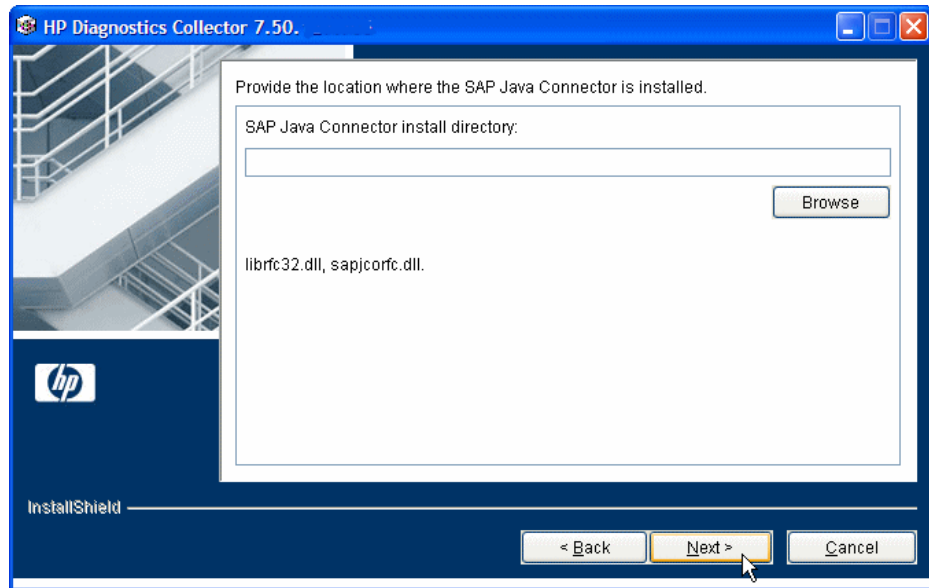 HP Diagnostics Collector 7.50.
Provide the location where the SAP Java Connector is installed.
SAP Java Connector install directory:
Browse
librfc32.dll, sapjcorfc.dll.
hp
InstallShield
< Back
Next >
Cancel